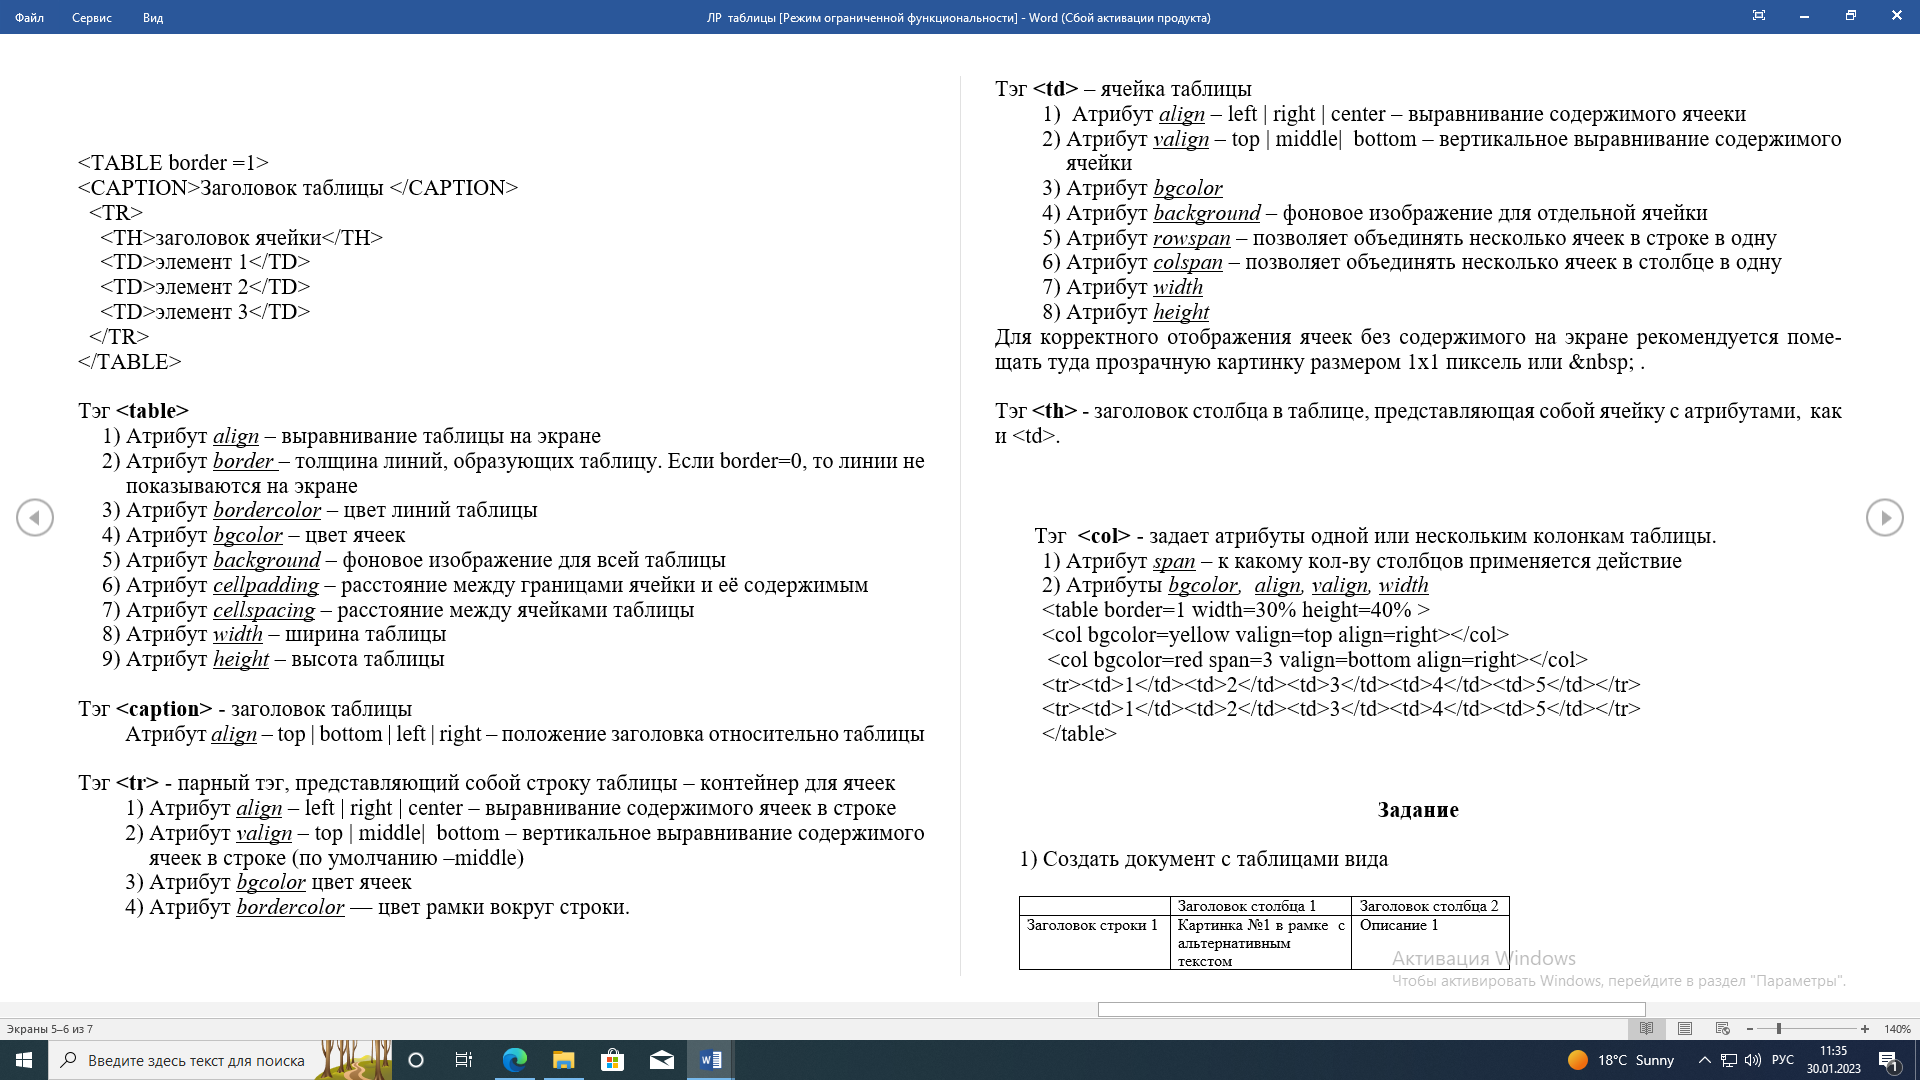 Файл Сервис Вид
ЛР таблицы [Режим ограниченной функциональности] - Word (Сбой активации продукта)
<TABLE border =1>
<CAPTION>Заголовок таблицы </CAPTION>
<TR>
<TH>заголовок ячейки</TH>
<TD>элемент 1</TD>
<TD>элемент 2</TD>
<TD>элемент 3</TD>
</TR>
</TABLE>
Тэг <table>
1) Атрибут align – выравнивание таблицы на экране
2) Атрибут border – толщина линий, образующих таблицу. Если border=0, то линии не
показываются на экране
3) Атрибут bordercolor – цвет линий таблицы
4) Атрибут bgcolor – цвет ячеек
5) Атрибут background – фоновое изображение для всей таблицы
6) Атрибут cellpadding – расстояние между границами ячейки и её содержимым
7) Атрибут cellspacing – расстояние между ячейками таблицы
8) Атрибут width – ширина таблицы
9) Атрибут height – высота таблицы
Тэг <caption> - заголовок таблицы
Атрибут align – top | bottom | left | right – положение заголовка относительно таблицы
Тэг <tr> - парный тэг, представляющий собой строку таблицы – контейнер для ячеек
1) Атрибут align – left | right | center – выравнивание содержимого ячеек в строке
2) Атрибут valign – top | middle| bottom – вертикальное выравнивание содержимого
ячеек в строке (по умолчанию –middle)
3) Атрибут bgcolor цвет ячеек
4) Атрибут bordercolor — цвет рамки вокруг строки.
Тэг <td> – ячейка таблицы
1) Атрибут align – left | right | center – выравнивание содержимого ячееки
2) Атрибут valign – top | middle| bottom – вертикальное выравнивание содержимого
ячейки
3) Атрибут bgcolor
4) Атрибут background – фоновое изображение для отдельной ячейки
5) Атрибут rowspan – позволяет объединять несколько ячеек в строке в одну
6) Атрибут colspan – позволяет объединять несколько ячеек в столбце в одну
7) Атрибут width
8) Атрибут height
Для корректного отображения ячеек без содержимого на экране рекомендуется поме-
щать туда прозрачную картинку размером 1x1 пиксель или &nbsp; .
Тэг <th> - заголовок столбца в таблице, представляющая собой ячейку с атрибутами, как
и <td>.
Тэг <col> - задает атрибуты одной или нескольким колонкам таблицы.
1) Атрибут span – к какому кол-ву столбцов применяется действие
2) Атрибуты bgcolor, align, valign, width
<table border=1 width=30% height=40% >
<col bgcolor=yellow valign=top align=right></col>
<col bgcolor=red span=3 valign=bottom align=right></col>
<tr><td>1</td><td>2</td><td>3</td><td>4</td><td>5</td></tr>
<tr><td>1</td><td>2</td><td>3</td><td>4</td><td>5</td></tr>
</table>
Задание
1) Создать документ с таблицами вида
Заголовок столбца 1 Заголовок столбца 2
Заголовок строки 1 Картинка №1 в рамке с Описание 1
альтернативным
текстом
Активация Windows
Чтобы активировать Windows, перейдите в раздел "Параметры".
Экраны 5–6 из 7
140%
Введите здесь текст для поиска
18°C Sunny
РУС
11:35
30.01.2023
1